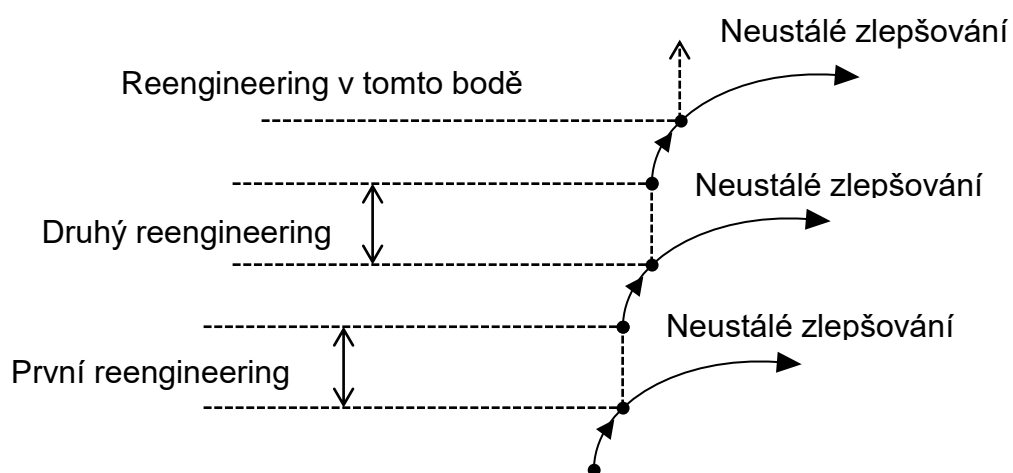 Neustálé zlepšování
Reengineering v tomto bodě
Neustálé zlepšování
Druhý reengineering
Neustálé zlepšování
První reengineering